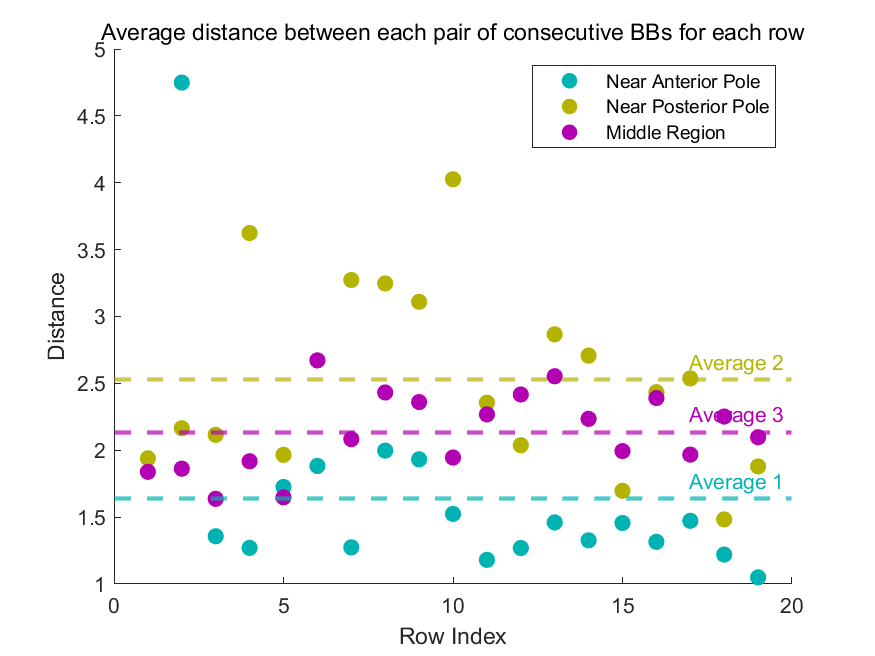 Average distance between each pair of consecutive BBs for each row
Near Anterior Pole
Near Posterior Pole
Middle Region
5
4.5
4
3.5
3
2.5
2
1.5
1
Distance
Average 2
Average 3
Average 1
0
5
10
15
20
Row Index